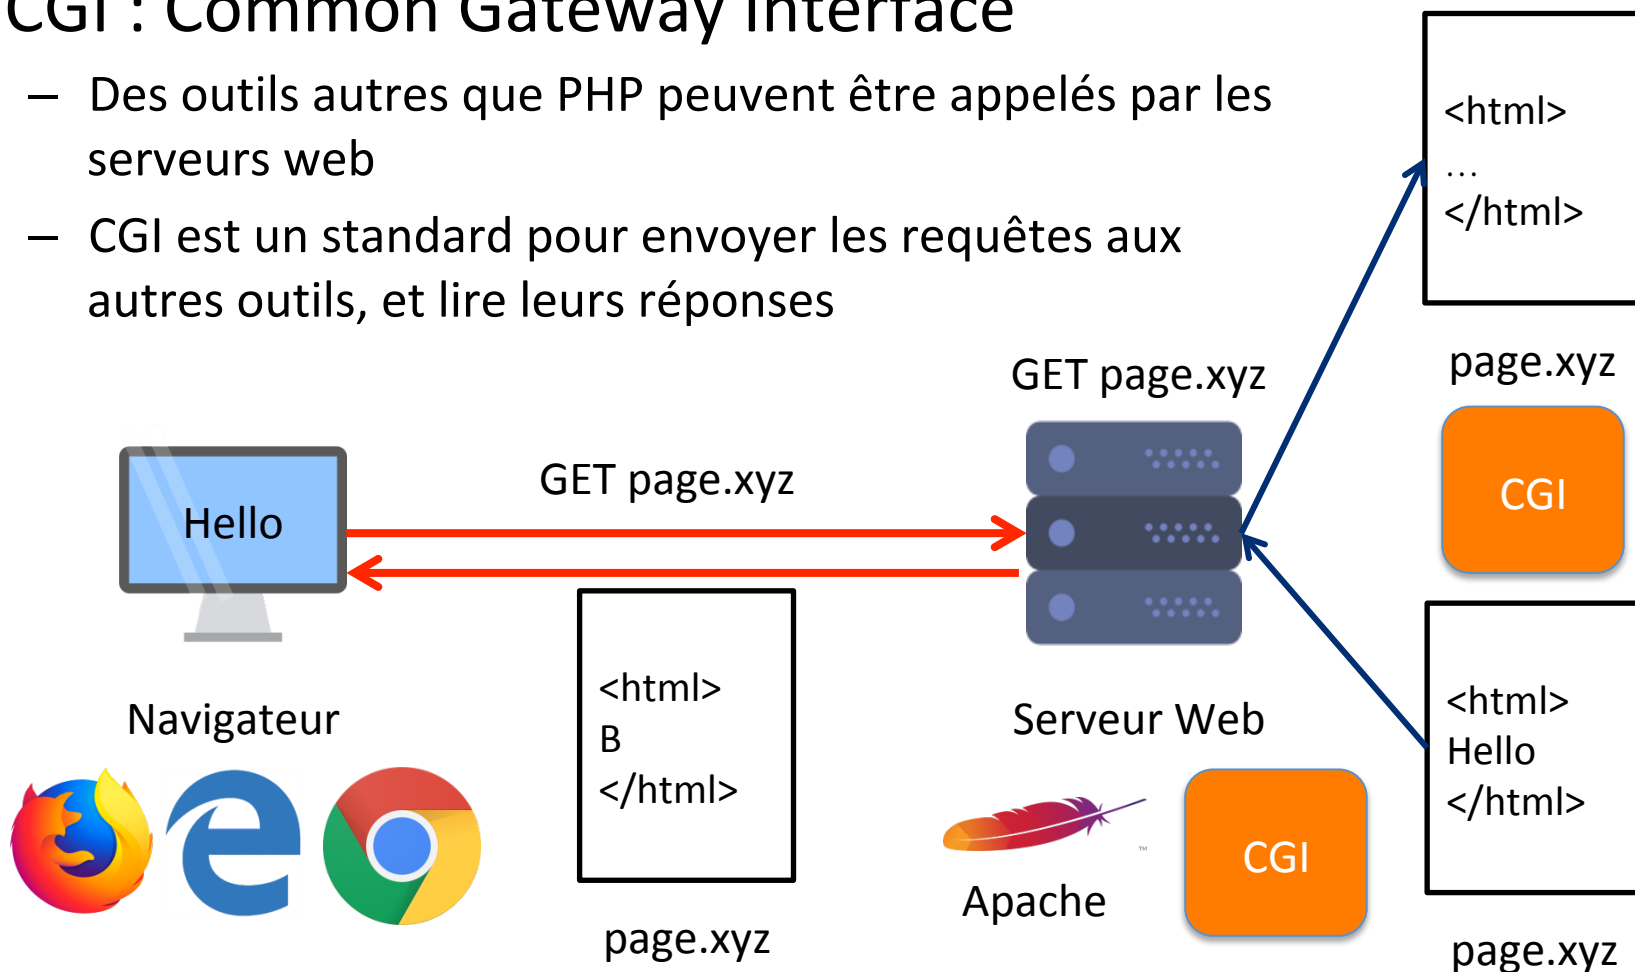 CGI : Common Gateway Interface
– Des outils autres que PHP peuvent être appelés par les
serveurs web
– CGI est un standard pour envoyer les requêtes aux
autres outils, et lire leurs réponses
<html>
...
</html>
page.xyz
CGI
GET page.xyz
GET page.xyz
Hello
Navigateur
<html>
B
</html>
page.xyz
Serveur Web
Apache
TM
CGI
<html>
Hello
</html>
page.xyz